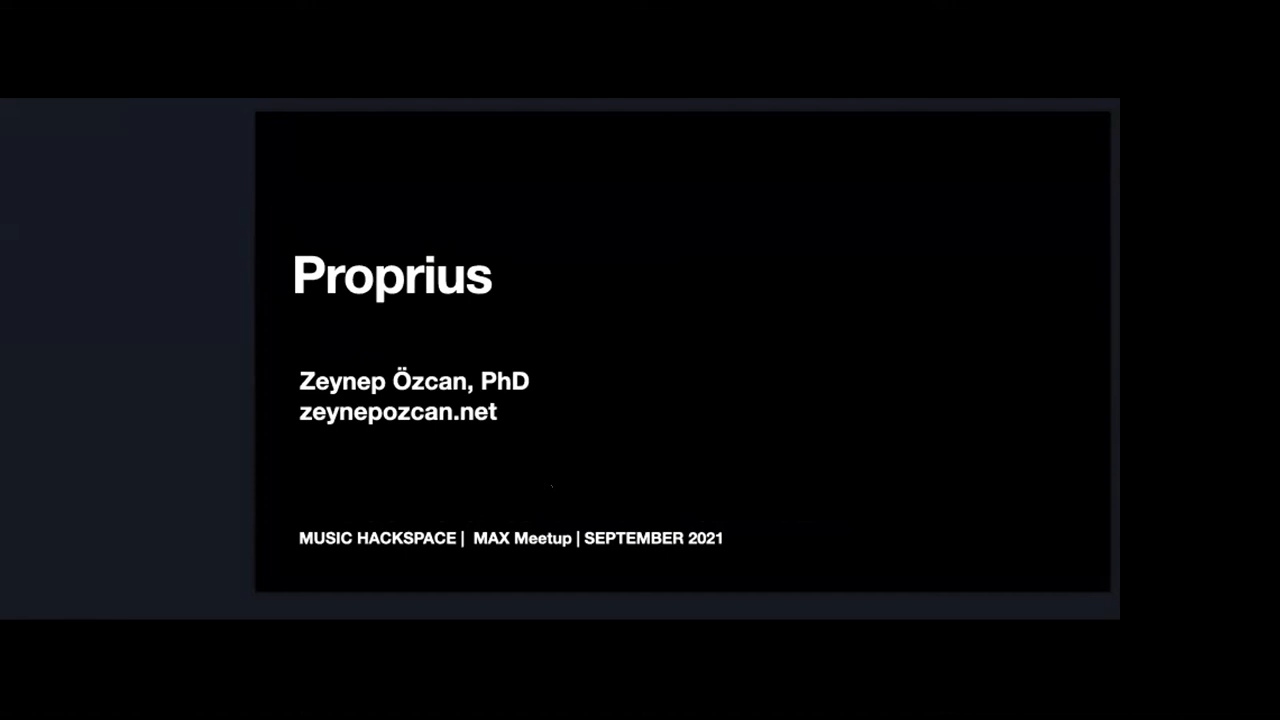 Proprius
Zeynep Özcan, PhD
zeynepozcan.net
MUSIC HACKSPACE | MAX Meetup | SEPTEMBER 2021